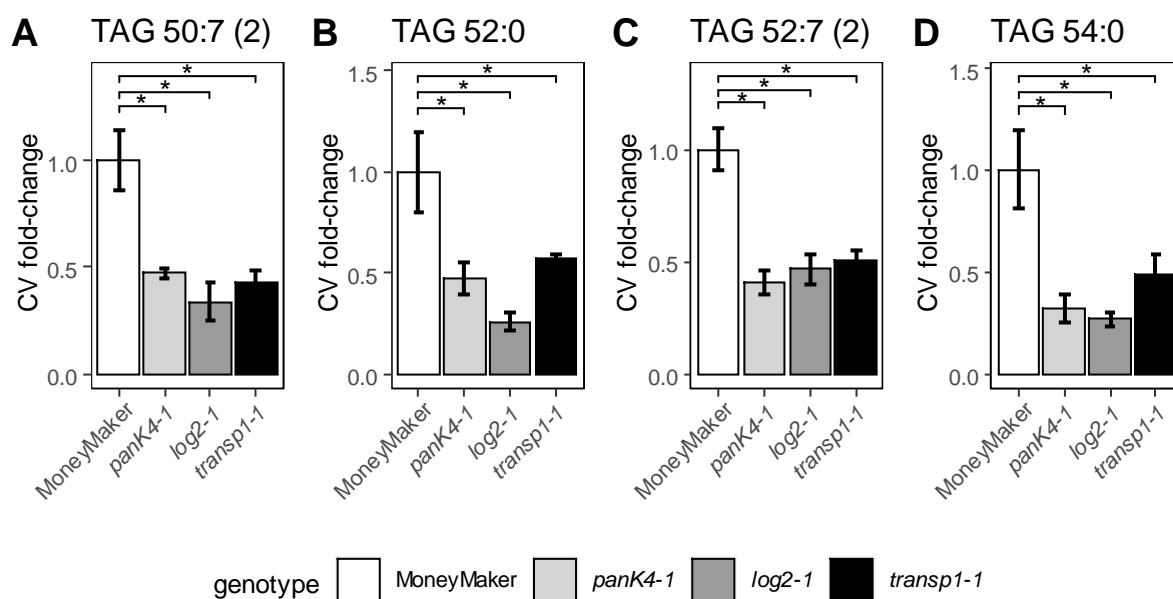 A TAG 50:7 (2)
CV fold-change
1.0
0.5
0.0
*
*
*
MoneyMaker
panK4-1
log2-1
transp1-1
B TAG 52:0
CV fold-change
1.5
1.0
0.5
0.0
*
*
*
MoneyMaker
panK4-1
log2-1
transp1-1
C TAG 52:7 (2)
CV fold-change
1.0
0.5
0.0
*
*
*
MoneyMaker
panK4-1
log2-1
transp1-1
D TAG 54:0
CV fold-change
1.5
1.0
0.5
0.0
*
*
*
MoneyMaker
panK4-1
log2-1
transp1-1
genotype MoneyMaker panK4-1 log2-1 transp1-1